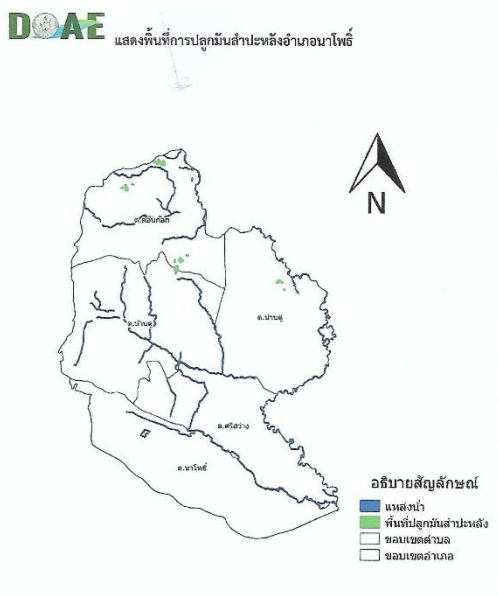 DOAE
แสดงพื้นที่การปลูกมันสำปะหลังอำเภอนาโพธิ์
N
ต.ดอนกอก
ต.บ้านดู่
ต.บ้านคู
ต.ศรีสว่าง
ต.นาโพธิ์
อธิบายสัญลักษณ์
แหล่งน้ำ
พื้นที่ปลูกมันสำปะหลัง
ขอบเขตตำบล
ขอบเขตอำเภอ